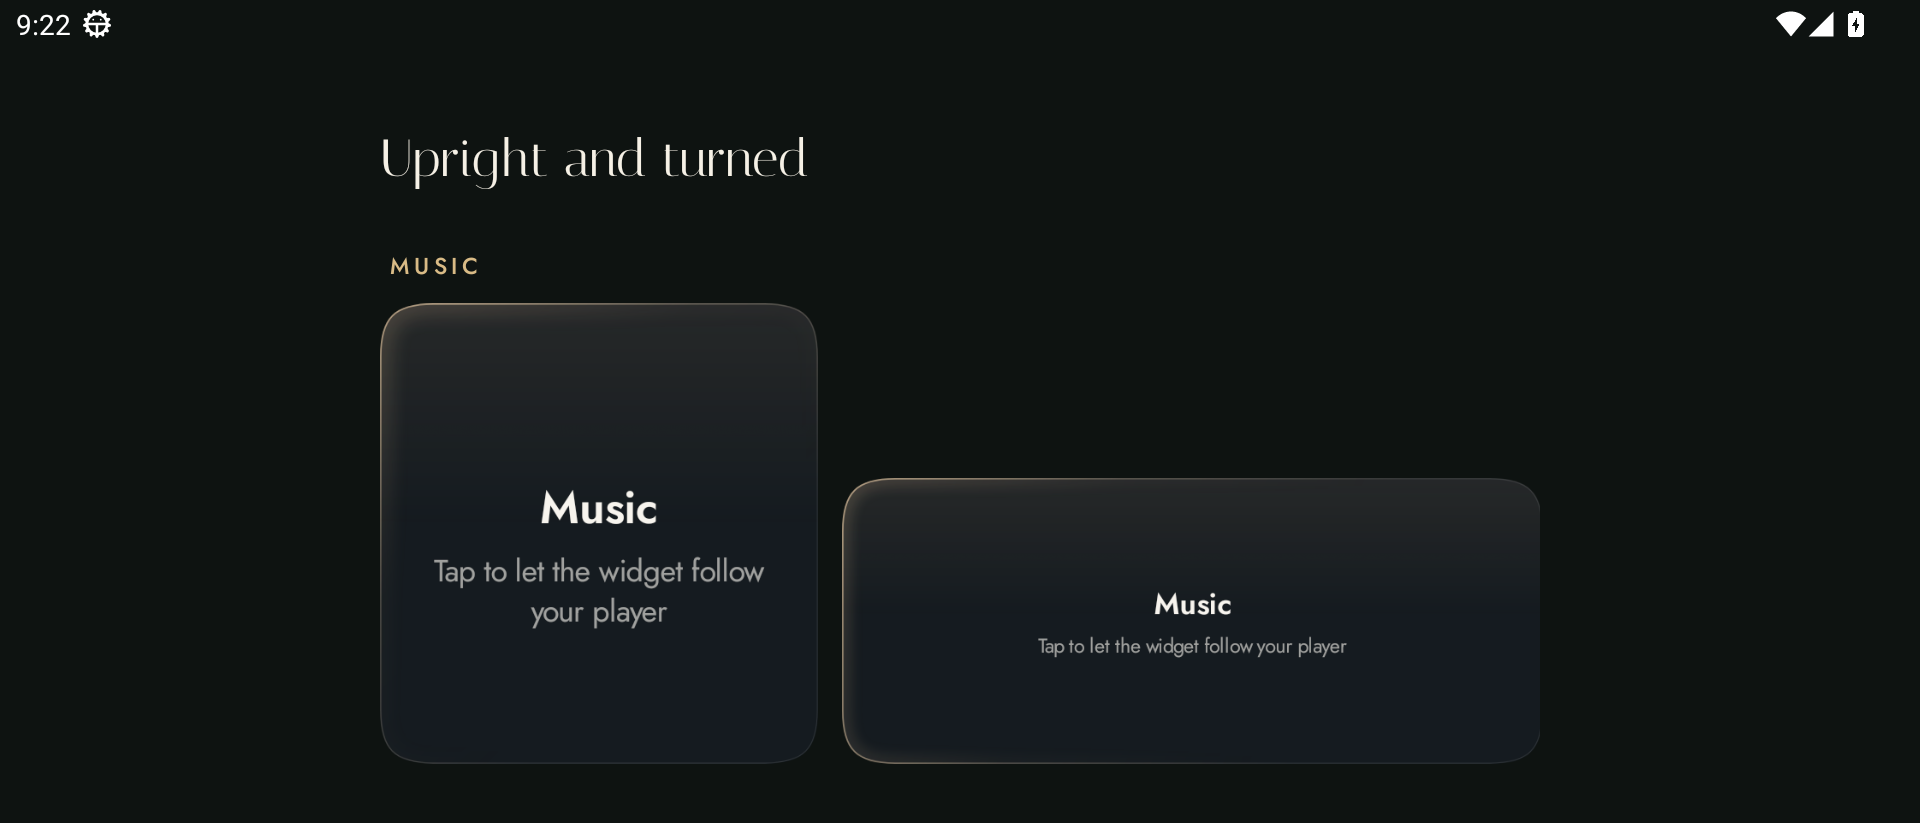 9:22
Upright and turned
MUSIC
Music
Tap to let the widget follow
your player
Music
Tap to let the widget follow your player